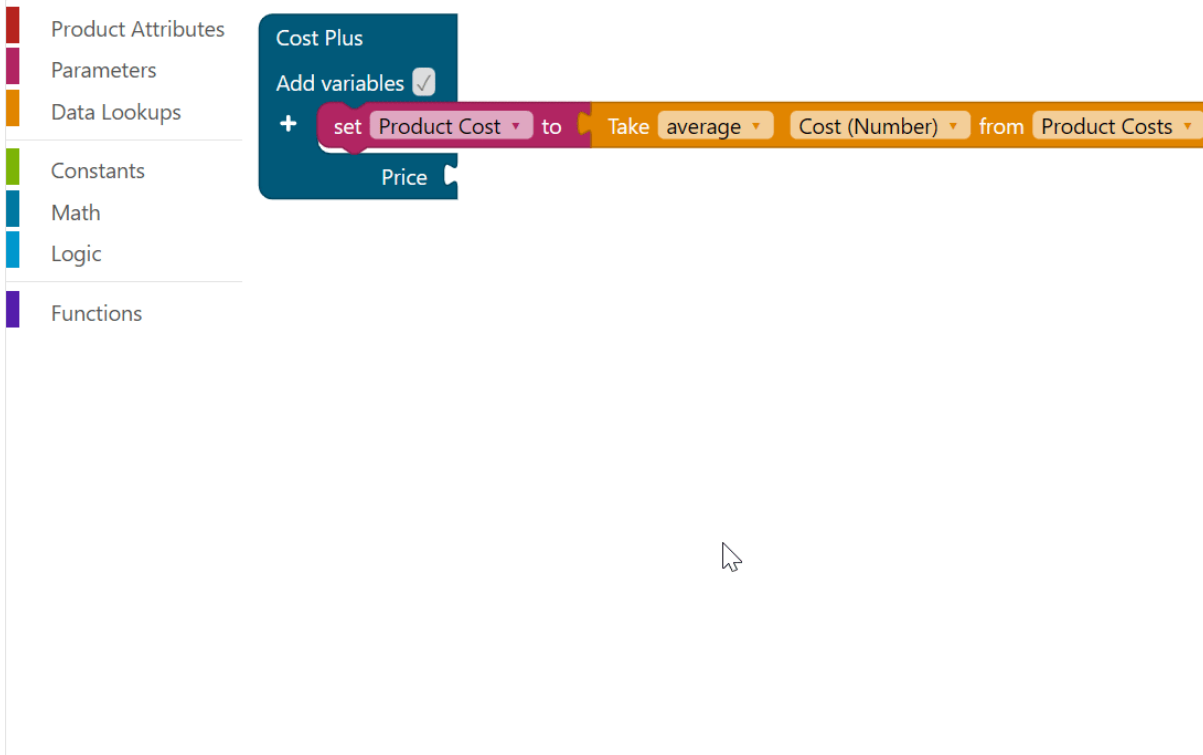 Product Attributes
Parameters
Data Lookups
Constants
Math
Logic
Functions
Cost Plus
Add variables ✓
+ set Product Cost ▾ to Take average ▾ Cost (Number) ▾ from Product Costs ▾
Price